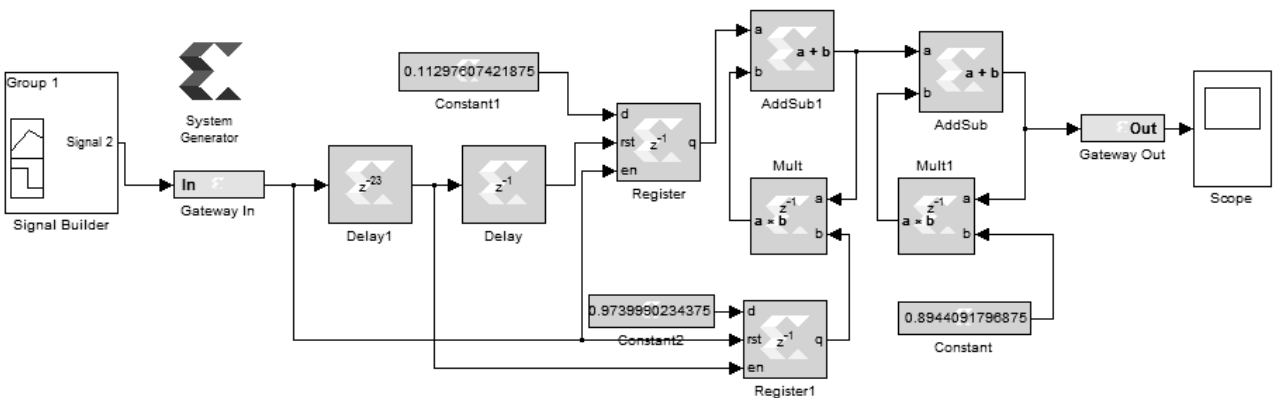 Group 1
Signal 2
Signal Builder
System
Generator
In
Gateway In
z-23
Delay1
z-1
Delay
0.11297607421875
Constant1
d
rst
en
z-1
q
Register
a
b
a + b
AddSub1
a
b
a + b
AddSub
Out
Gateway Out
Scope
Mult
z-1
a × b
a
b
Mult1
z-1
a × b
a
b
0.9739990234375
Constant2
d
rst
en
z-1
q
Register1
0.8944091796875
Constant